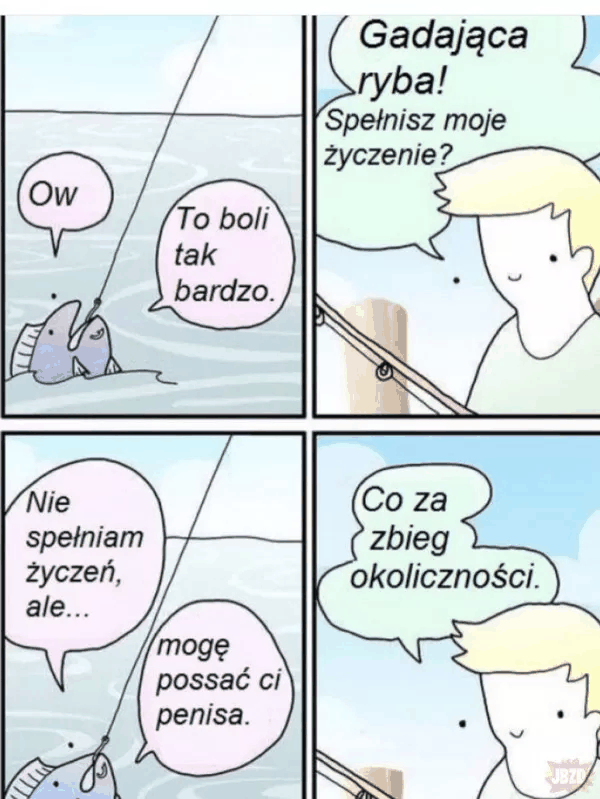 Ow
To boli
tak
bardzo.
Gadająca
ryba!
Spełnisz moje
życzenie?
Nie
spełniam
życzeń,
ale...
mogę
possać ci
penisa.
Co za
zbieg
okoliczności.
JBZD